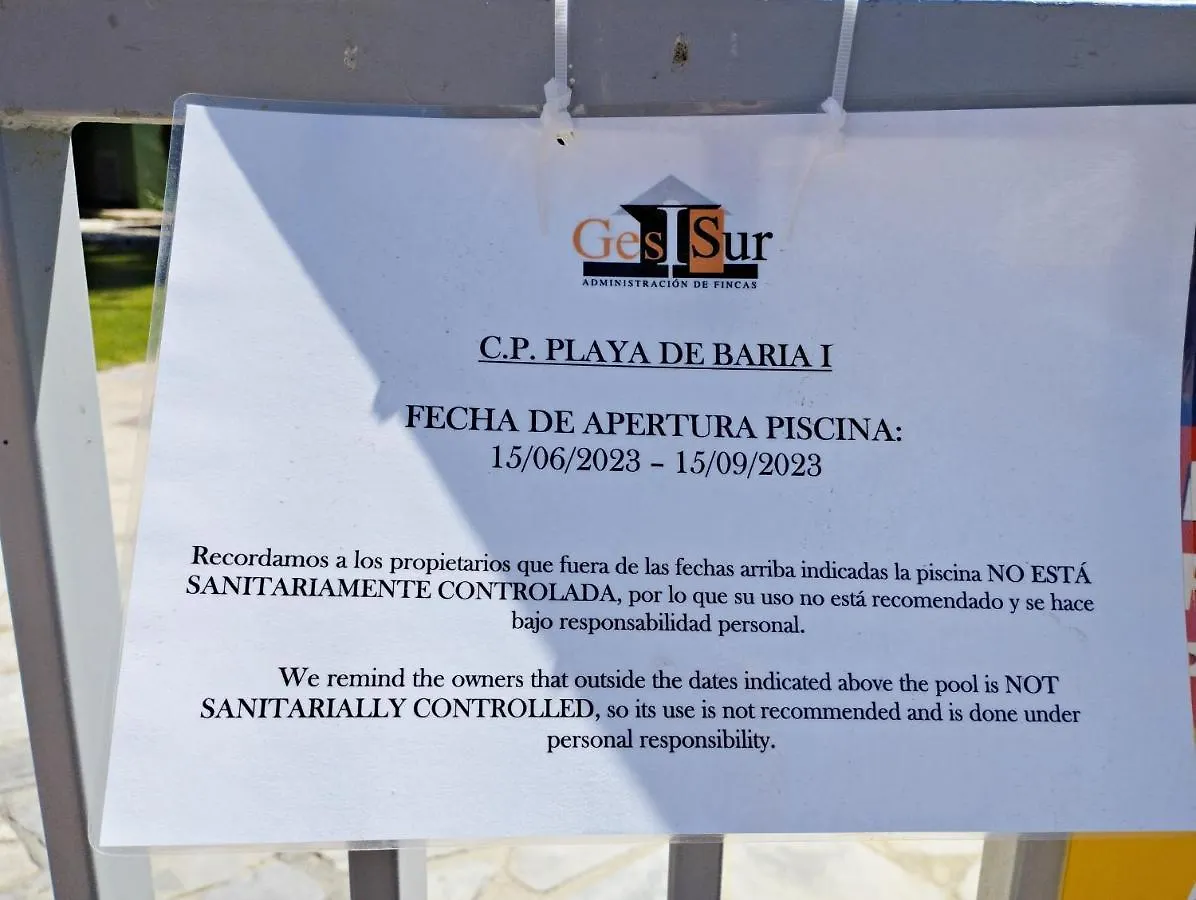 GesSur
ADMINISTRACIÓN DE FINCAS
C.P. PLAYA DE BARIA I
FECHA DE APERTURA PISCINA:
15/06/2023 – 15/09/2023
Recordamos a los propietarios que fuera de las fechas arriba indicadas la piscina NO ESTÁ
SANITARIAMENTE CONTROLADA, por lo que su uso no está recomendado y se hace
bajo responsabilidad personal.
We remind the owners that outside the dates indicated above the pool is NOT
SANITARIALLY CONTROLLED, so its use is not recommended and is done under
personal responsibility.